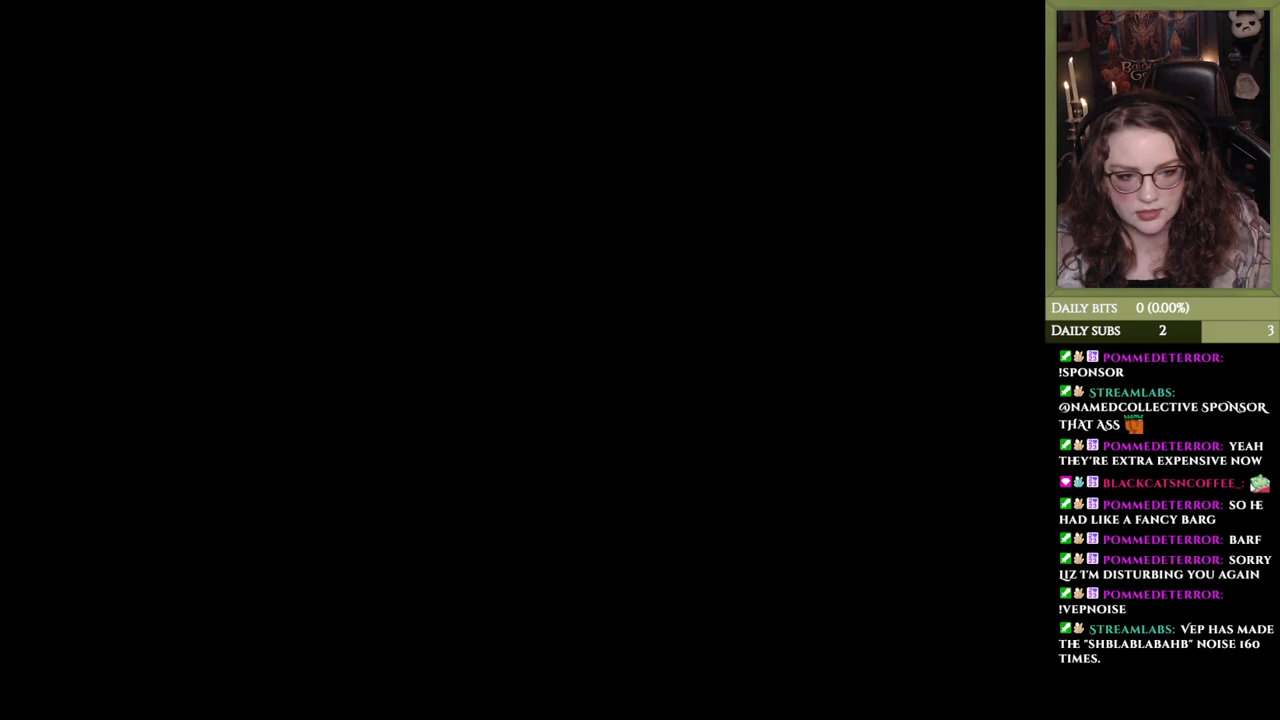 DAILY BITS 0 (0.00%)
DAILY SUBS 2 3
POMMEDETERROR:
!SPONSOR
STREAMLABS:
@NAMEDCOLLECTIVE SPONSOR
THAT ASS
POMMEDETERROR: YEAH
THEY'RE EXTRA EXPENSIVE NOW
BLACKCATSNCOFFEE_:
POMMEDETERROR: SO HE
HAD LIKE A FANCY BARG
POMMEDETERROR: BARF
POMMEDETERROR: SORRY
LIZ I'M DISTURBING YOU AGAIN
POMMEDETERROR:
!VEPNOISE
STREAMLABS: VEP HAS MADE
THE "SHBLABLABAHB" NOISE 160
TIMES.